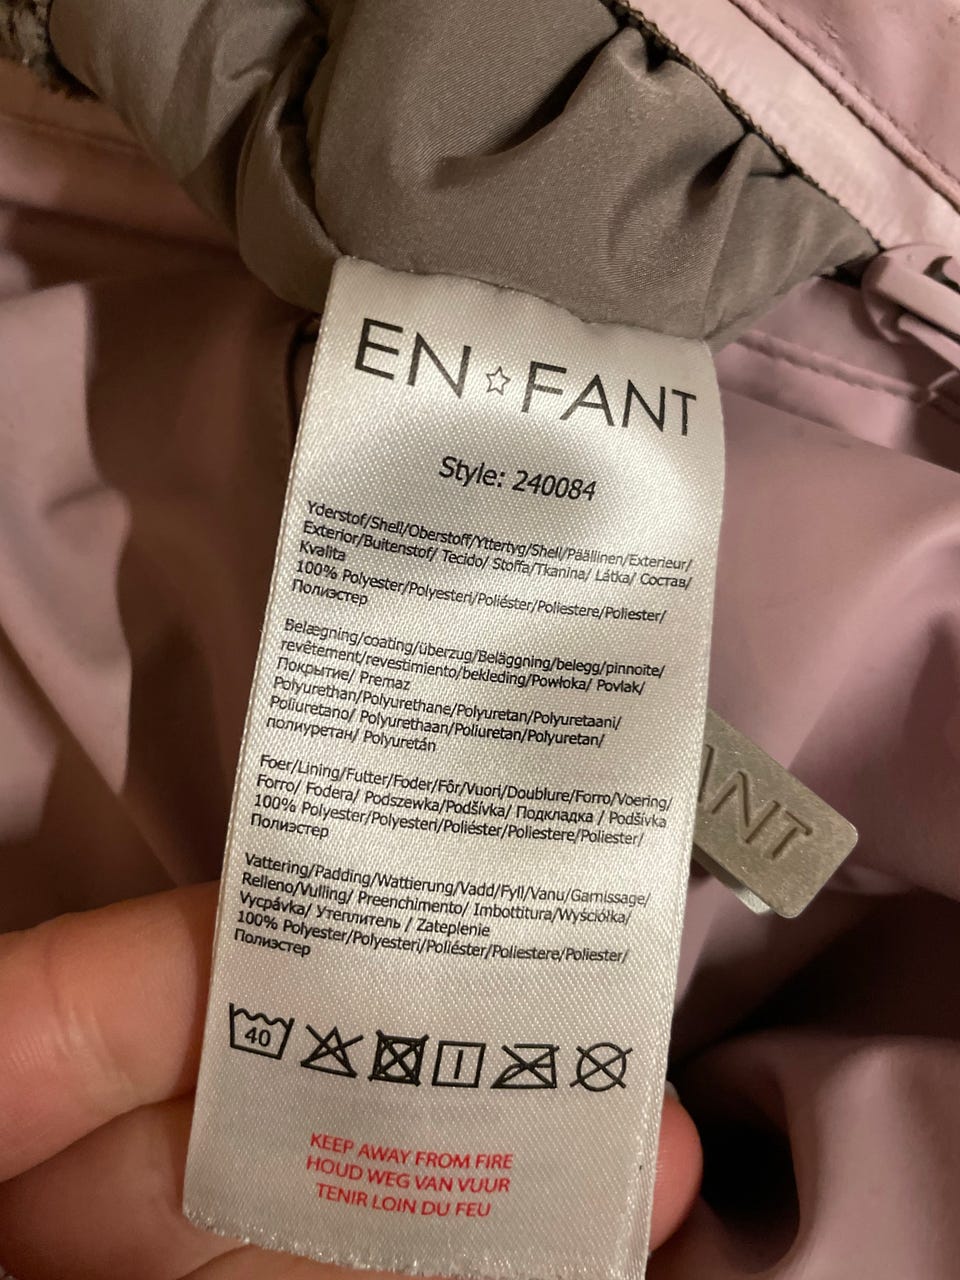 EN☆FANT
Style: 240084
Yderstof/Shell/Oberstoff/Yttertyg/Shell/Päällinen/Exterieur/
Exterior/Buitenstof/ Tecido/ Stoffa/Tkanina/ Látka/ Состав/
Kvalita
100% Polyester/Polyesteri/Poliéster/Poliestere/Poliester/
Полиэстер
Belægning/coating/überzug/Beläggning/belegg/pinnoite/
revêtement/revestimiento/bekleding/Powłoka/ Povlak/
Покрытие/ Premaz
Polyurethan/Polyurethane/Polyuretan/Polyuretaani/
Poliuretano/ Polyurethaan/Poliuretan/Polyuretan/
полиуретан/ Polyuretán
Foer/Lining/Futter/Foder/Fôr/Vuori/Doublure/Forro/Voering/
Forro/ Fodera/ Podszewka/Podšívka/ Подкладка / Podšívka
100% Polyester/Polyesteri/Poliéster/Poliestere/Poliester/
Полиэстер
Vattering/Padding/Wattierung/Vadd/Fyll/Vanu/Garnissage/
Relleno/Vulling/ Preenchimento/ Imbottitura/Wyściółka/
Vycpávka/ Утеплитель / Zateplenie
100% Polyester/Polyesteri/Poliéster/Poliestere/Poliester/
Полиэстер
40
KEEP AWAY FROM FIRE
HOUD WEG VAN VUUR
TENIR LOIN DU FEU
ANT